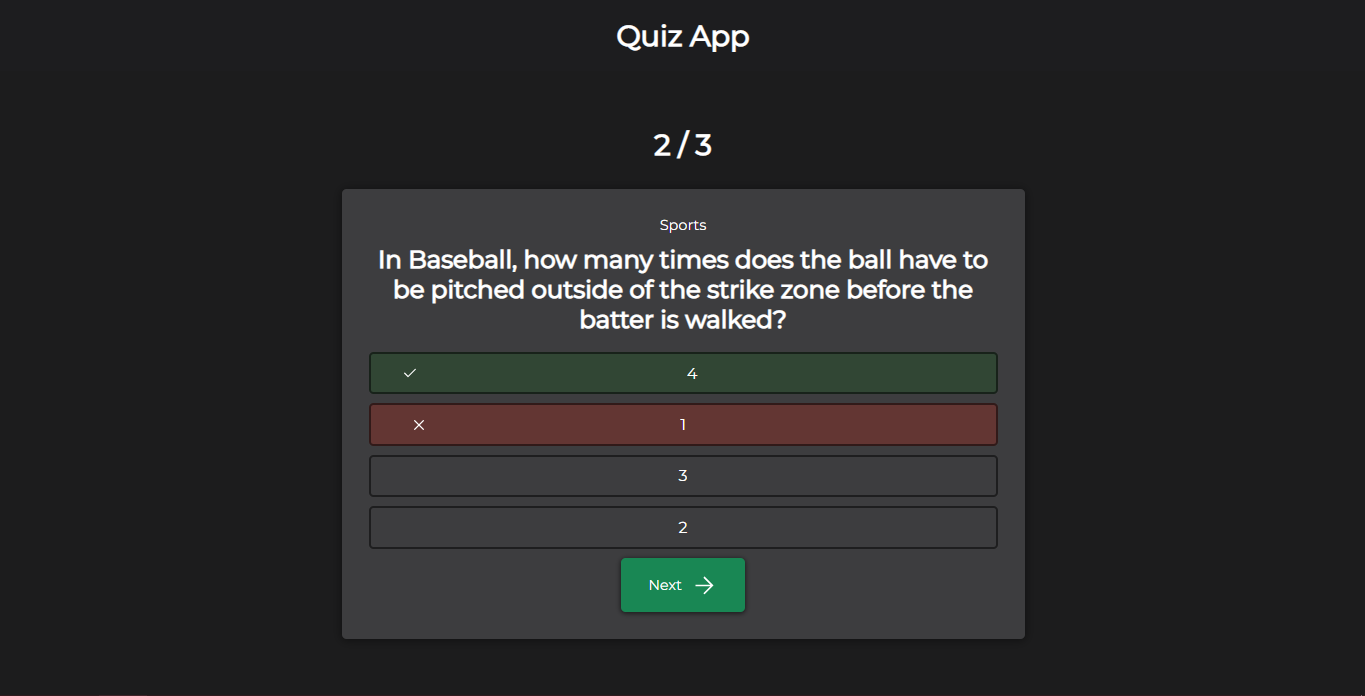 Quiz App
2 / 3
Sports
In Baseball, how many times does the ball have to
be pitched outside of the strike zone before the
batter is walked?
4
1
3
2
Next